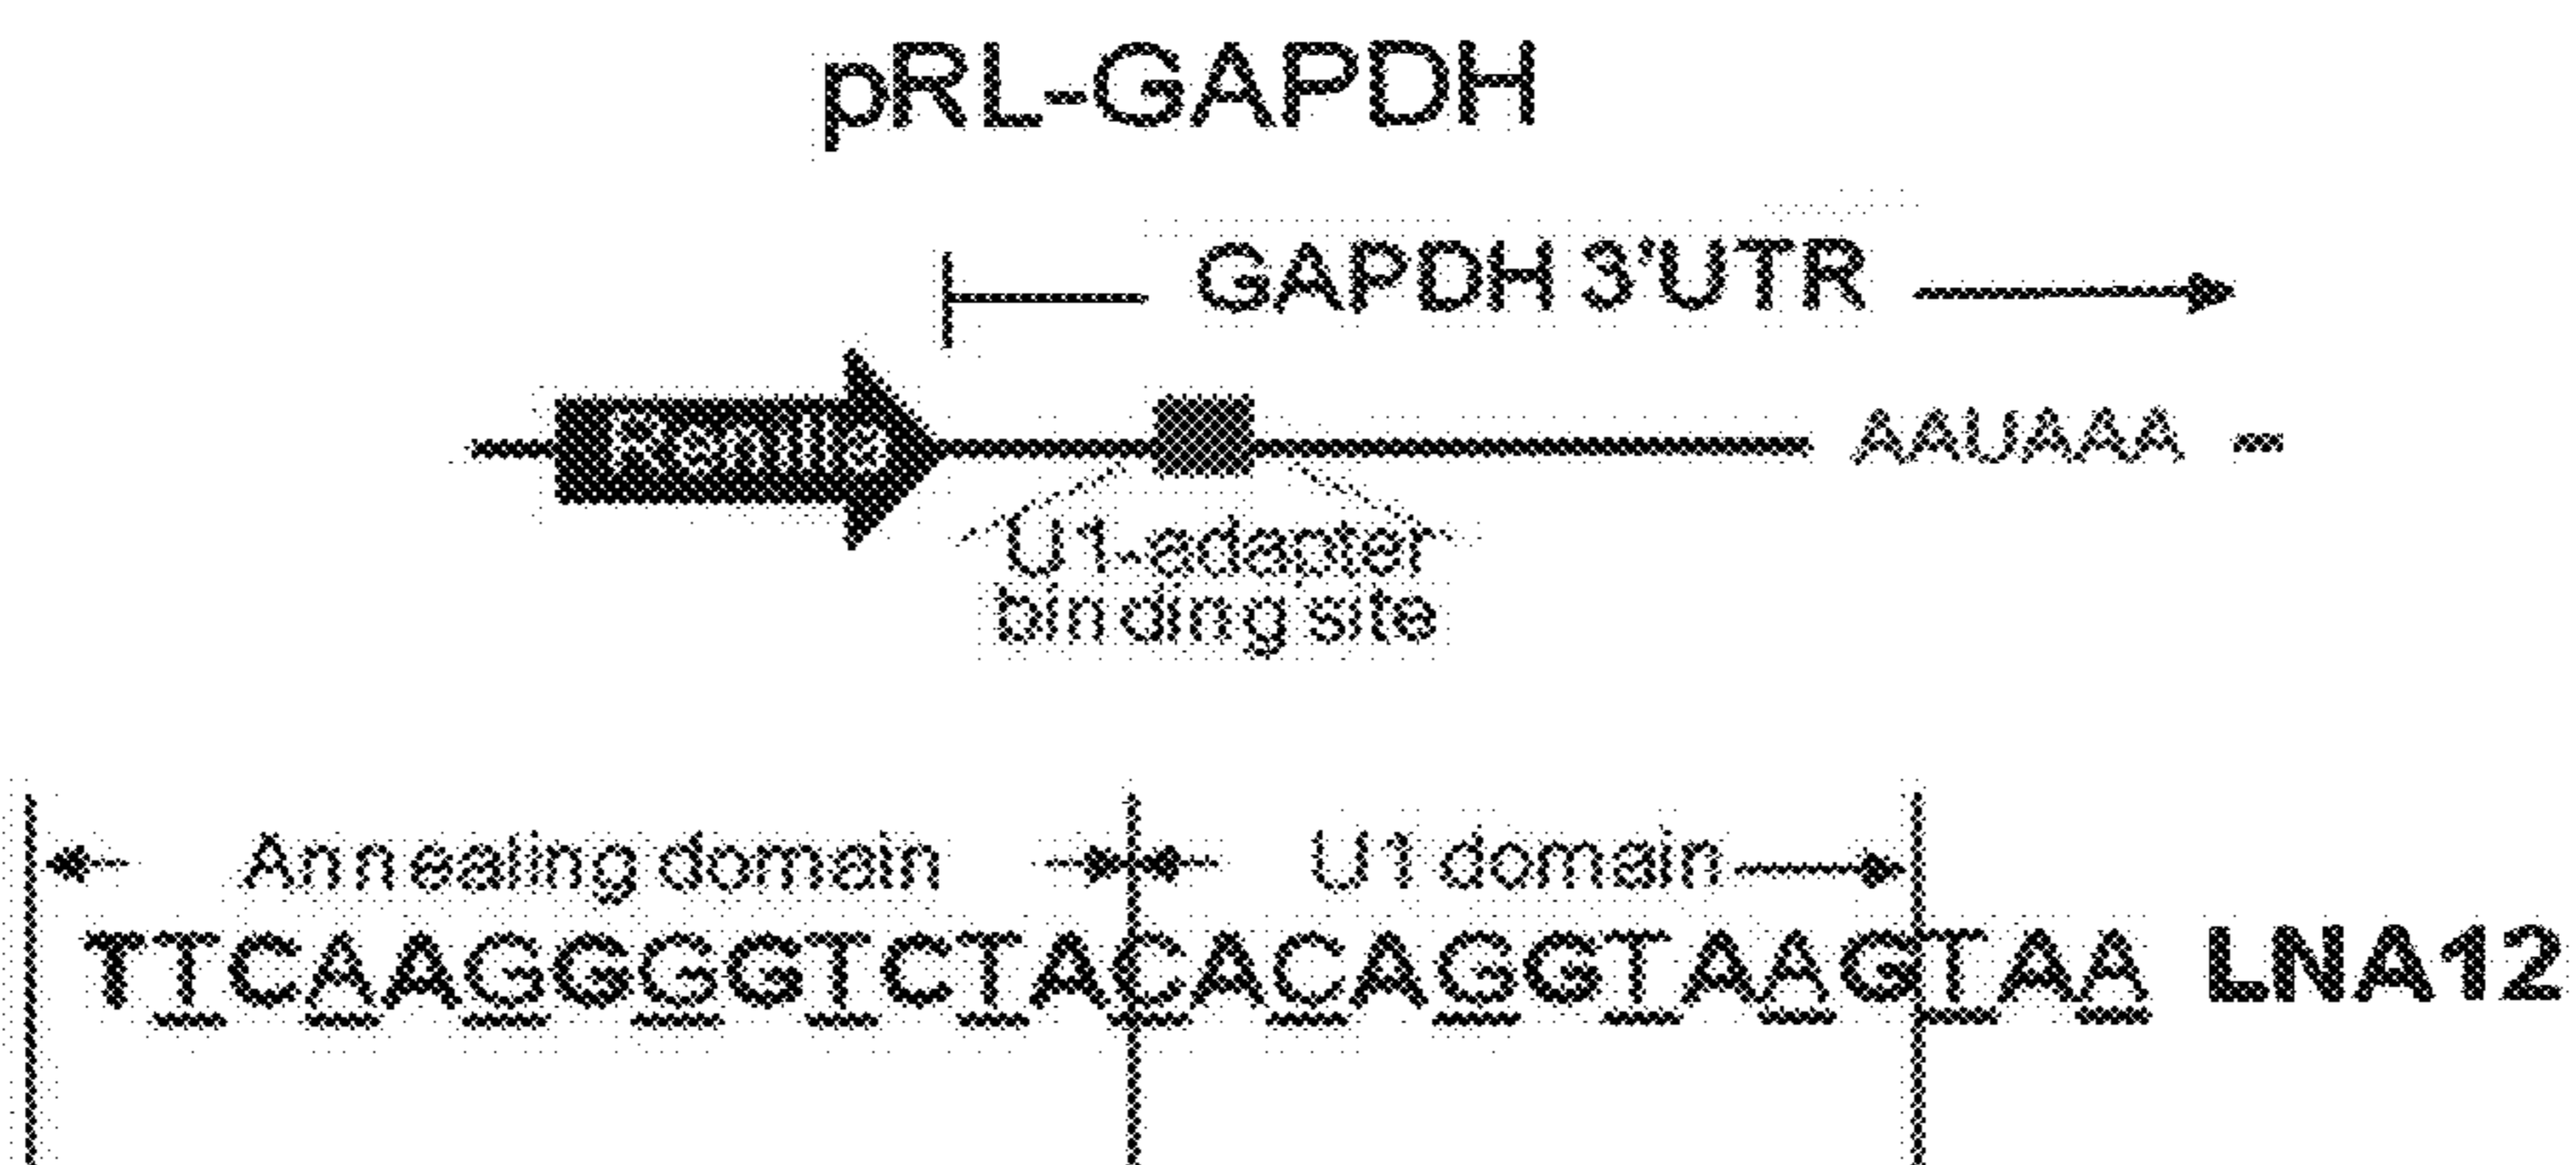 pRL-GAPDH
GAPDH 3'UTR
Renilla AAUAAA
U1-adapter
binding site
Annealing domain U1 domain
TTCAAGGGGTCTACACAGGTAAGTAA LNA12